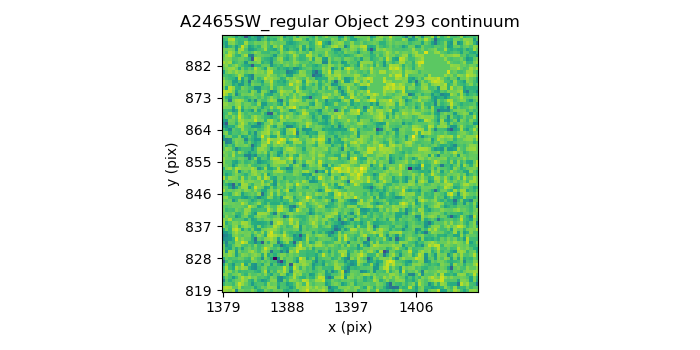 A2465SW_regular Object 293 continuum
882
873
864
855
846
837
828
819
y (pix)
1379 1388 1397 1406
x (pix)